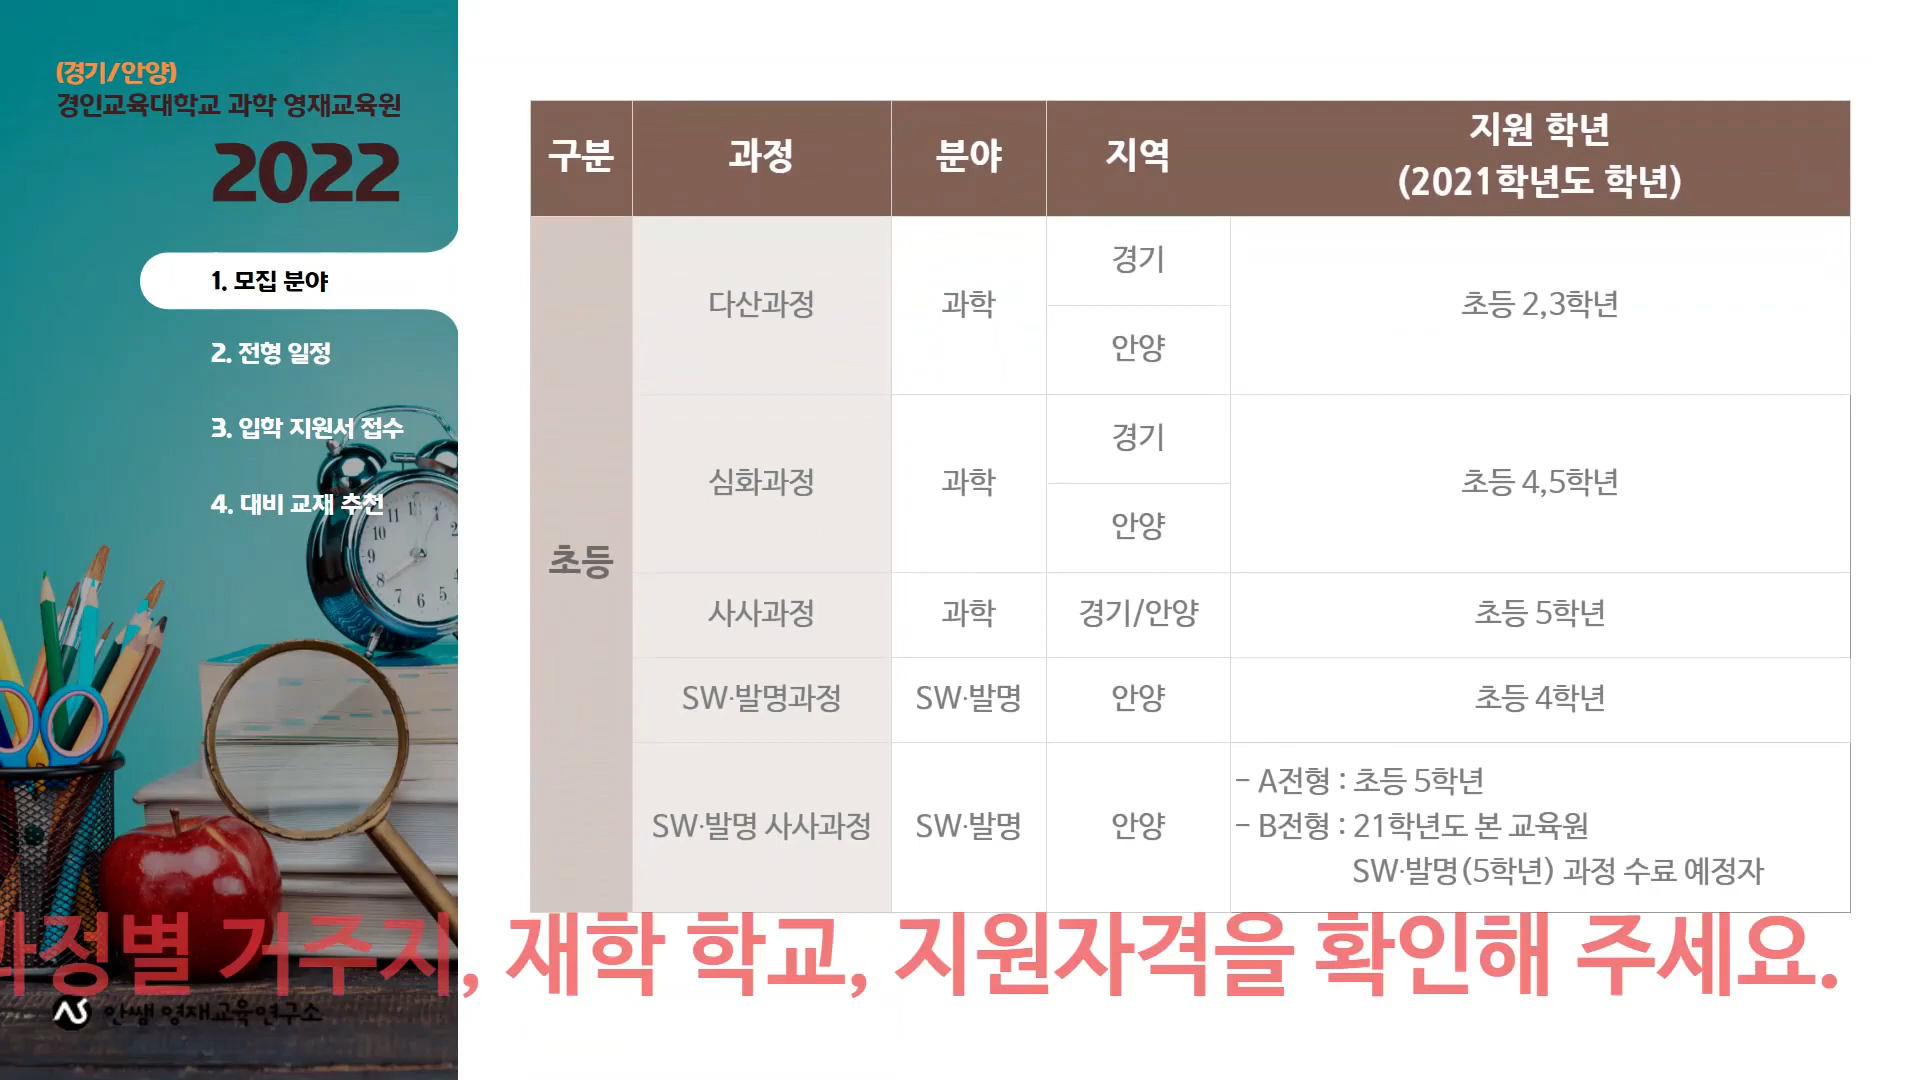 (경기/안양)
경인교육대학교 과학 영재교육원
2022
1. 모집 분야
2. 전형 일정
3. 입학 지원서 접수
4. 대비 교재 추천
구분 과정 분야 지역 지원 학년
(2021학년도 학년)
초등
다산과정 과학 경기 초등 2,3학년
안양
심화과정 과학 경기 초등 4,5학년
안양
사사과정 과학 경기/안양 초등 5학년
SW·발명과정 SW·발명 안양 초등 4학년
SW·발명 사사과정 SW·발명 안양
- A전형 : 초등 5학년
- B전형 : 21학년도 본 교육원
SW·발명(5학년) 과정 수료 예정자
과정별 거주지, 재학 학교, 지원자격을 확인해 주세요.
안쌤 영재교육연구소